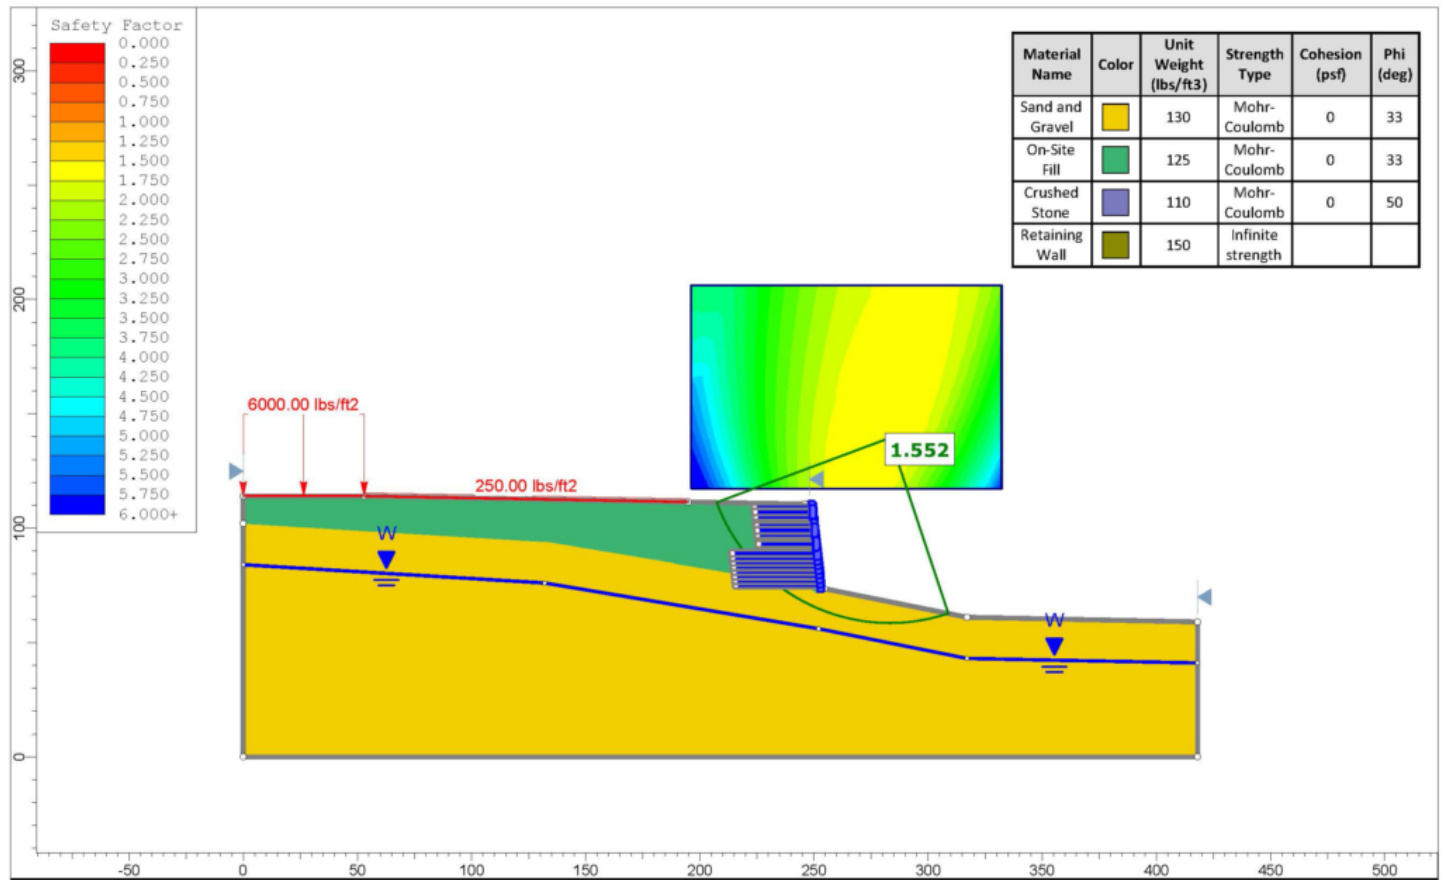 Safety Factor
0.000
0.250
0.500
0.750
1.000
1.250
1.500
1.750
2.000
2.250
2.500
2.750
3.000
3.250
3.500
3.750
4.000
4.250
4.500
4.750
5.000
5.250
5.500
5.750
6.000+
Material Name Color Unit Weight (lbs/ft3) Strength Type Cohesion (psf) Phi (deg)
Sand and Gravel 130 Mohr-Coulomb 0 33
On-Site Fill 125 Mohr-Coulomb 0 33
Crushed Stone 110 Mohr-Coulomb 0 50
Retaining Wall 150 Infinite strength
6000.00 lbs/ft2
250.00 lbs/ft2
1.552
W
W
300
200
100
0
-50 0 50 100 150 200 250 300 350 400 450 500